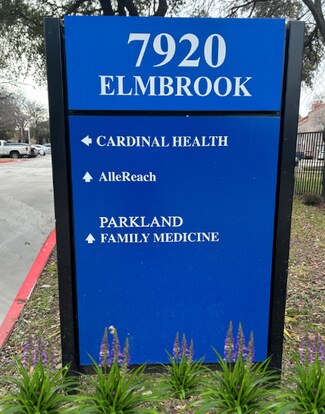 7920
ELMBROOK
← CARDINAL HEALTH
↑ AlleReach
PARKLAND
↑ FAMILY MEDICINE